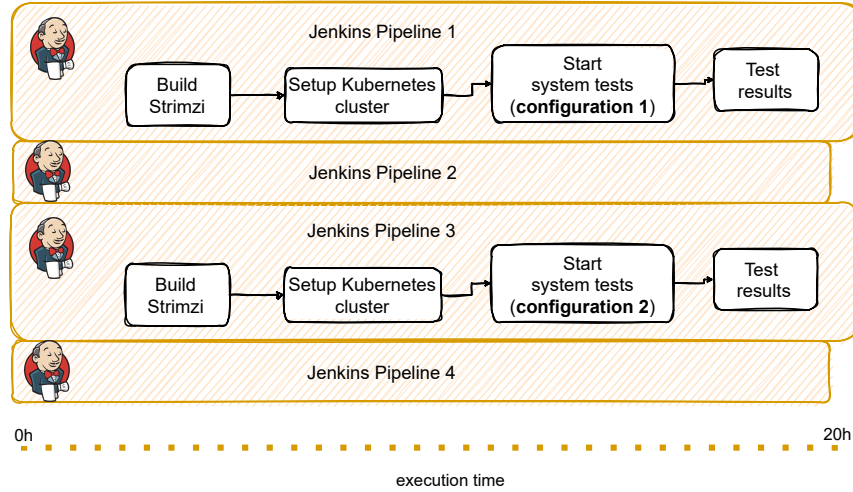 Jenkins Pipeline 1
Build
Strimzi
Setup Kubernetes
cluster
Start
system tests
(configuration 1)
Test
results
Jenkins Pipeline 2
Jenkins Pipeline 3
Build
Strimzi
Setup Kubernetes
cluster
Start
system tests
(configuration 2)
Test
results
Jenkins Pipeline 4
0h
20h
execution time